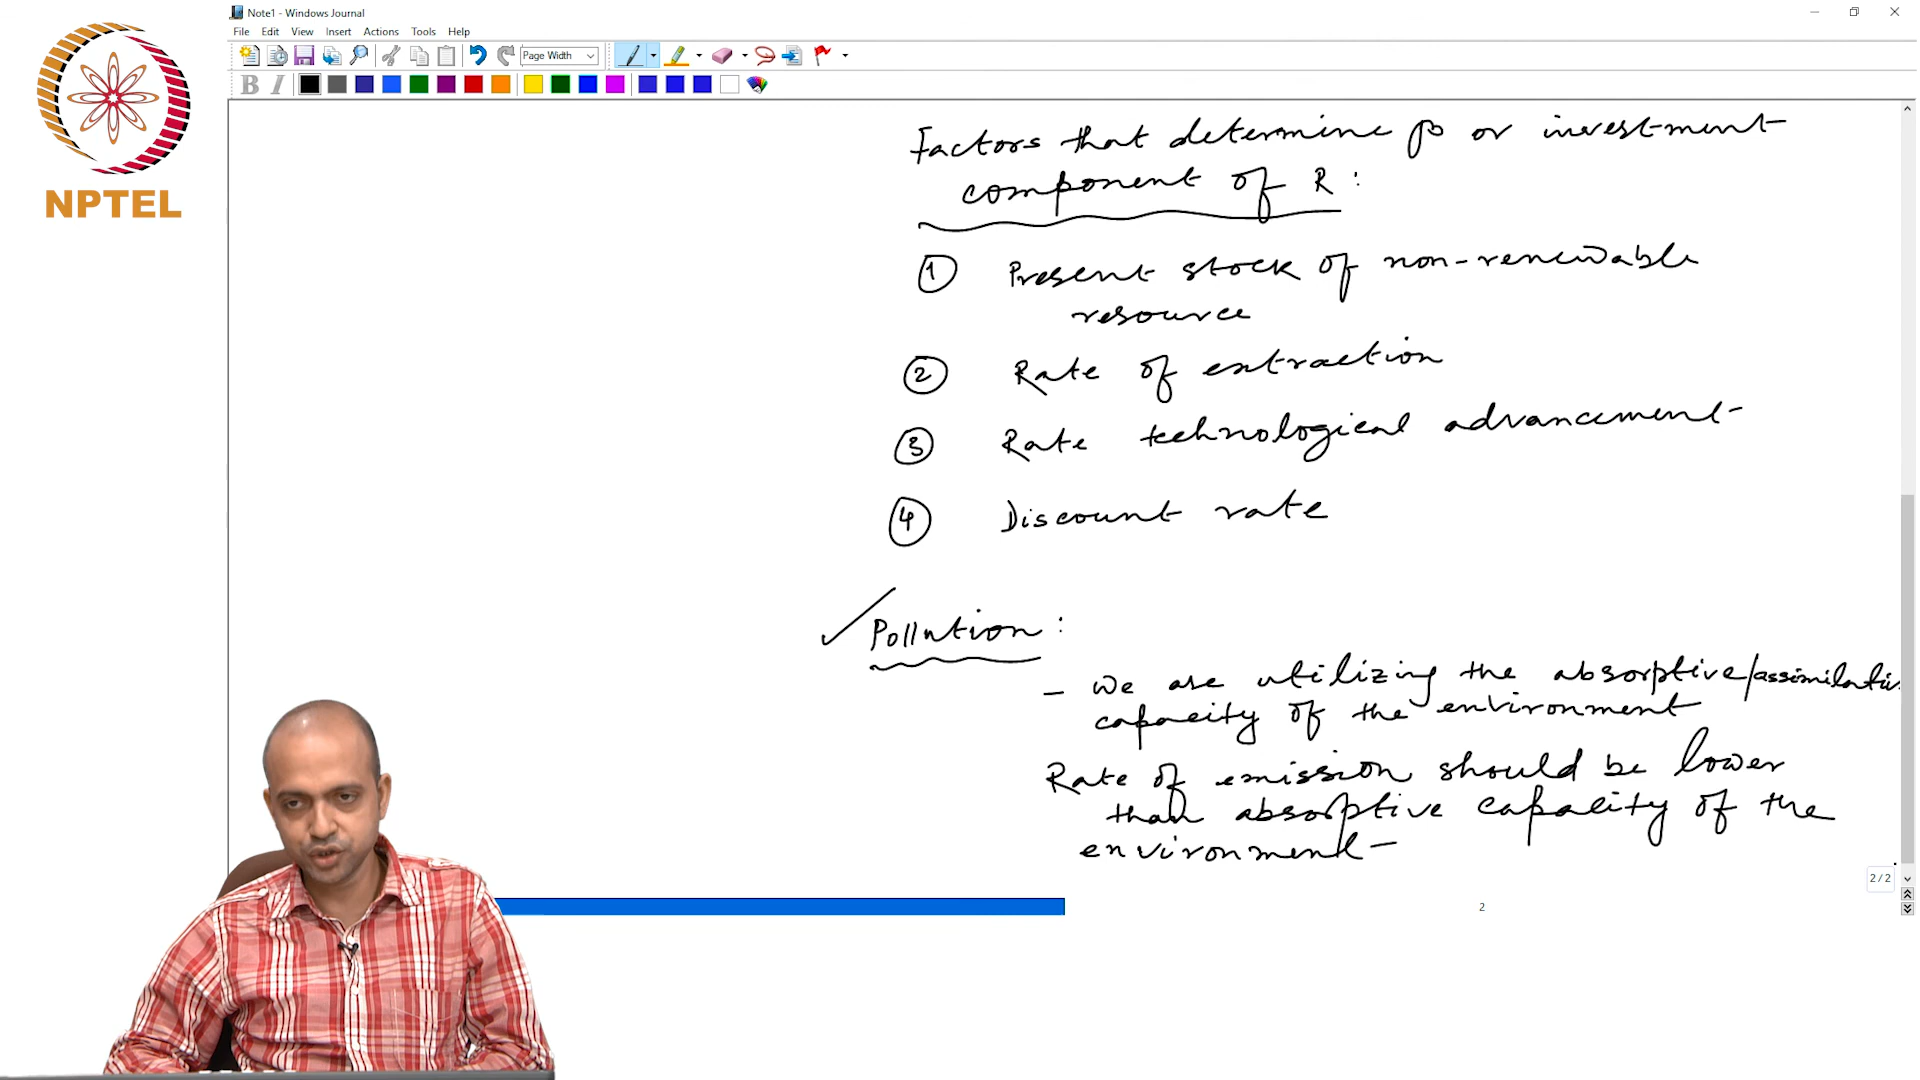 Note1 - Windows Journal
File Edit View Insert Actions Tools Help
Page Width
B I
NPTEL
Factors that determine β or investment
component of R :
1 Present stock of non-renewable
resource
2 Rate of extraction
3 Rate technological advancement
4 Discount rate
✓ Pollution :
- We are utilizing the absorptive/assimilativ
capacity of the environment
Rate of emission should be lower
than absorptive capacity of the
environment
2 / 2
2